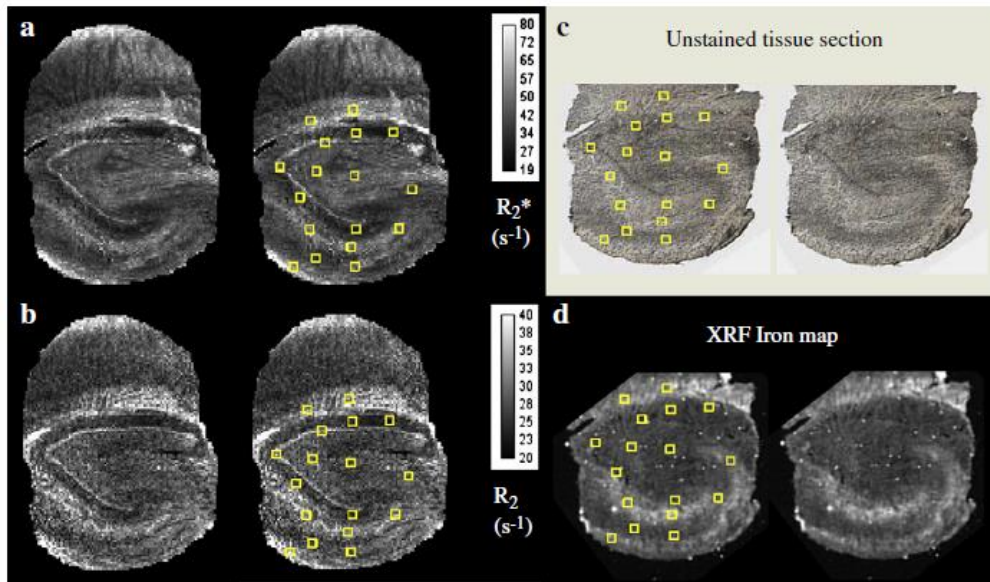 a
80
72
65
57
50
42
34
27
19
R₂*
(s⁻¹)
c
Unstained tissue section
b
40
38
35
33
30
28
25
23
20
R₂
(s⁻¹)
d
XRF Iron map